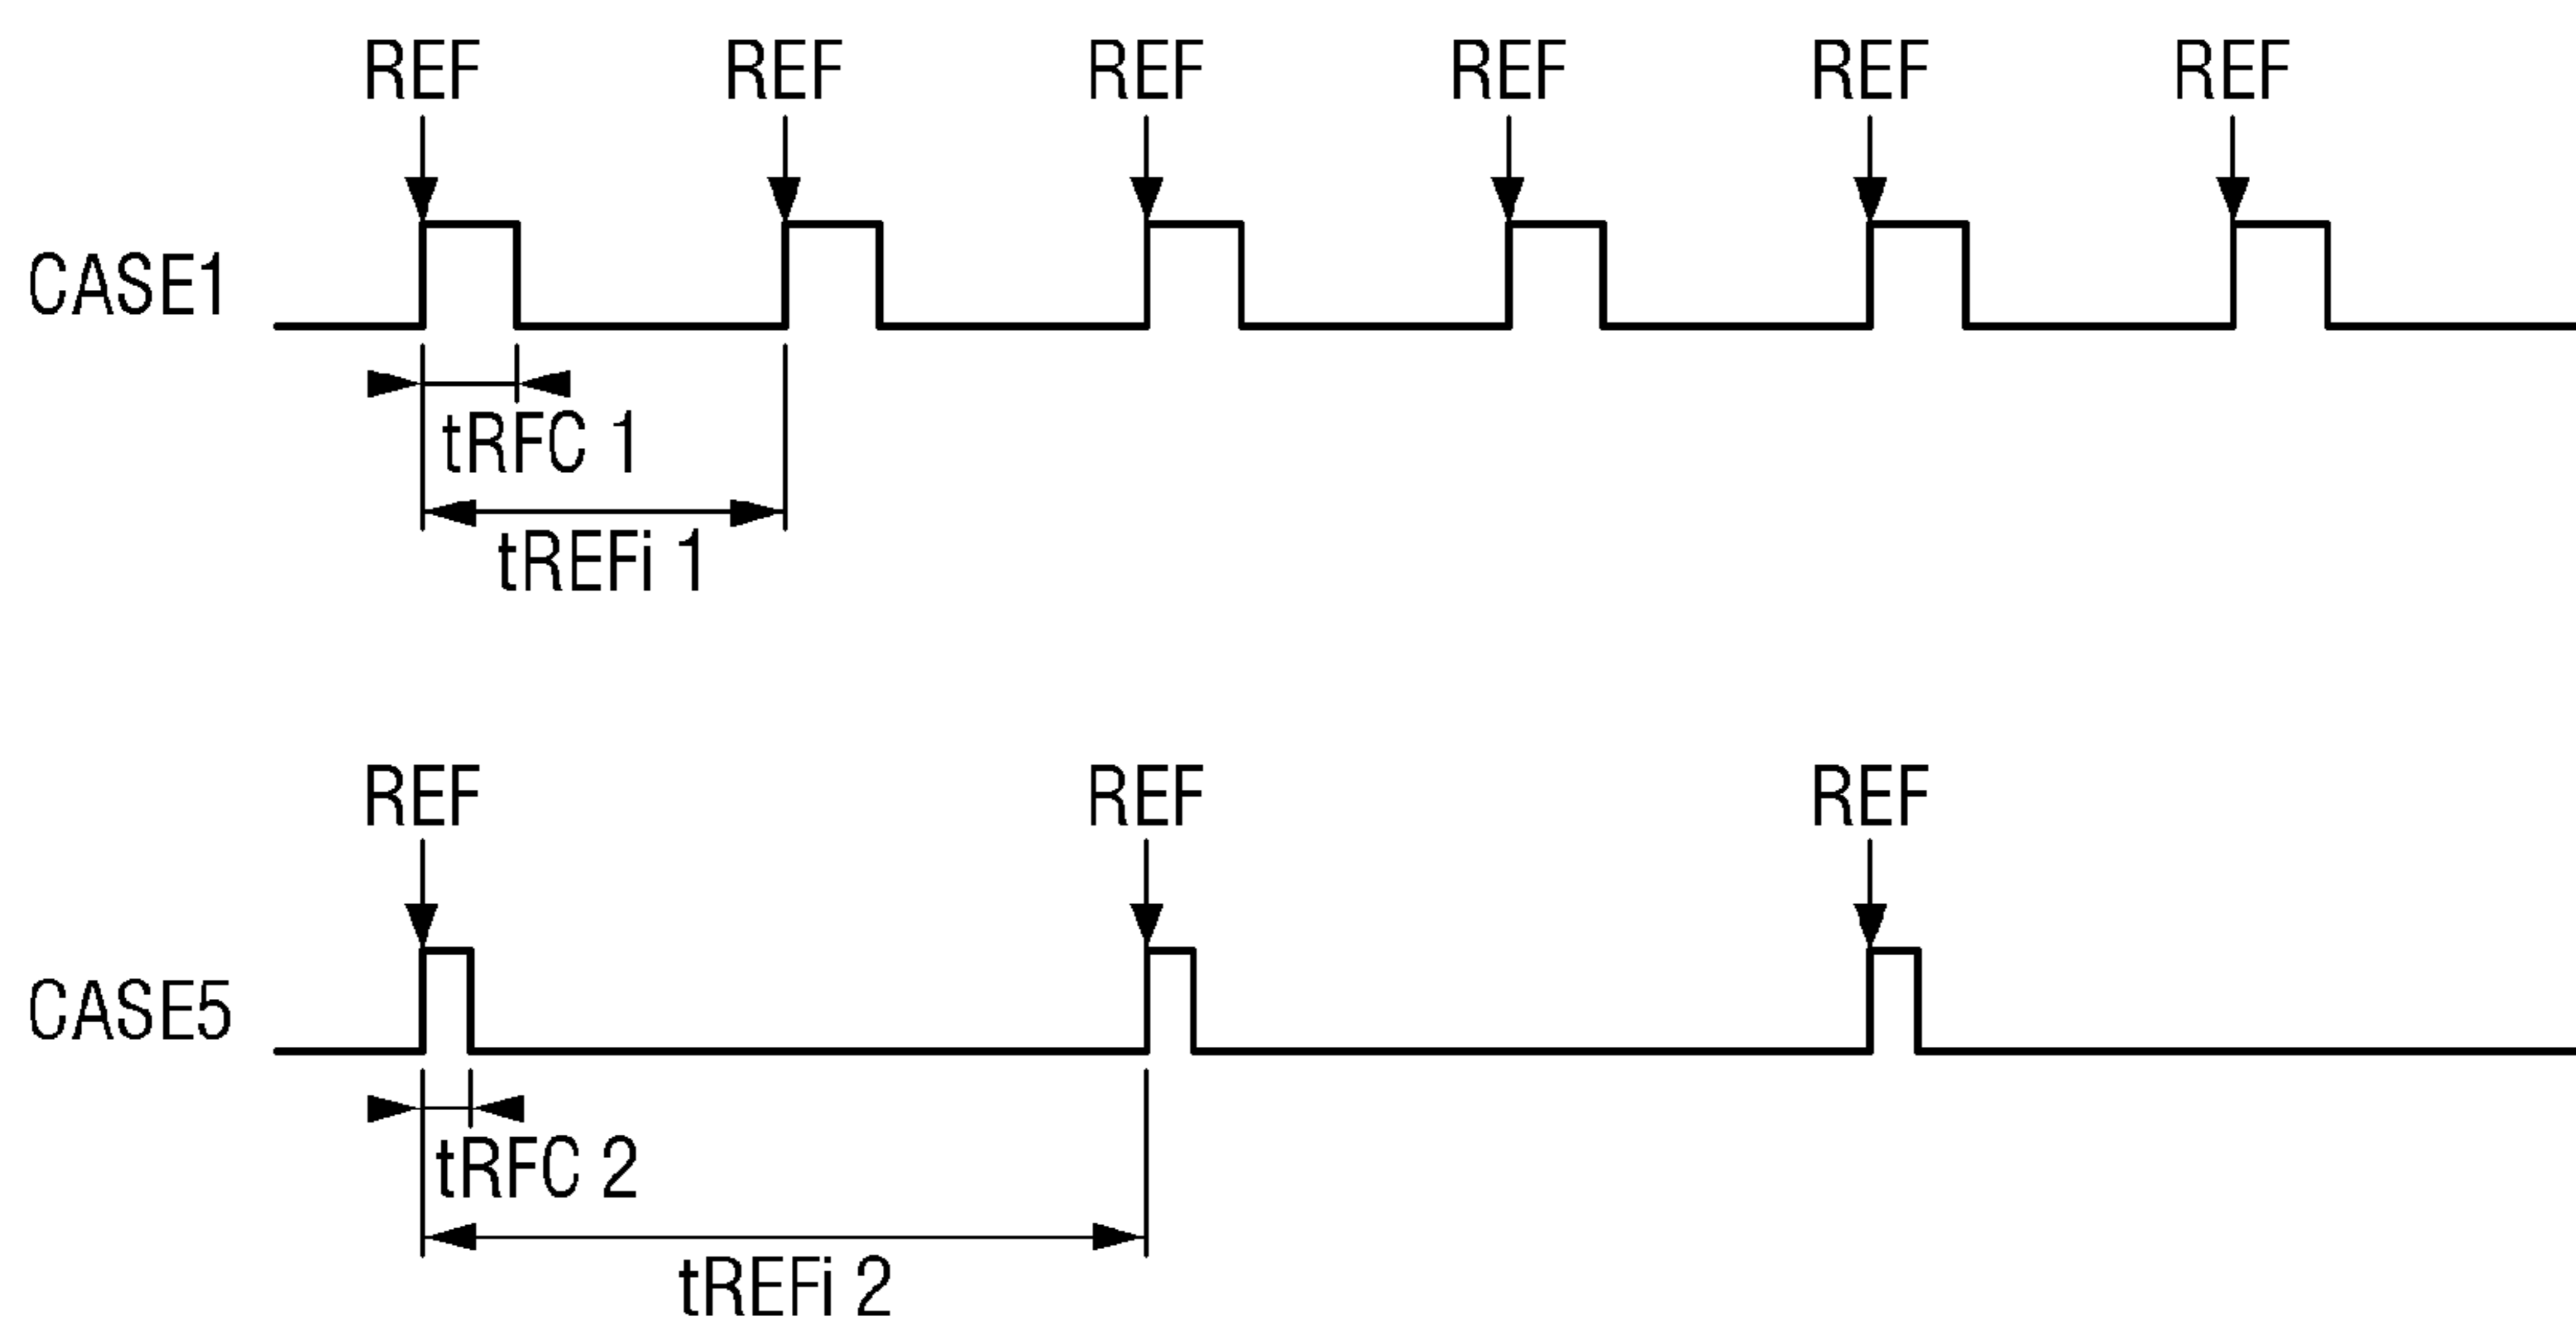 REF REF REF REF REF REF
CASE1
tRFC 1
tREFi 1
REF REF REF
CASE5
tRFC 2
tREFi 2